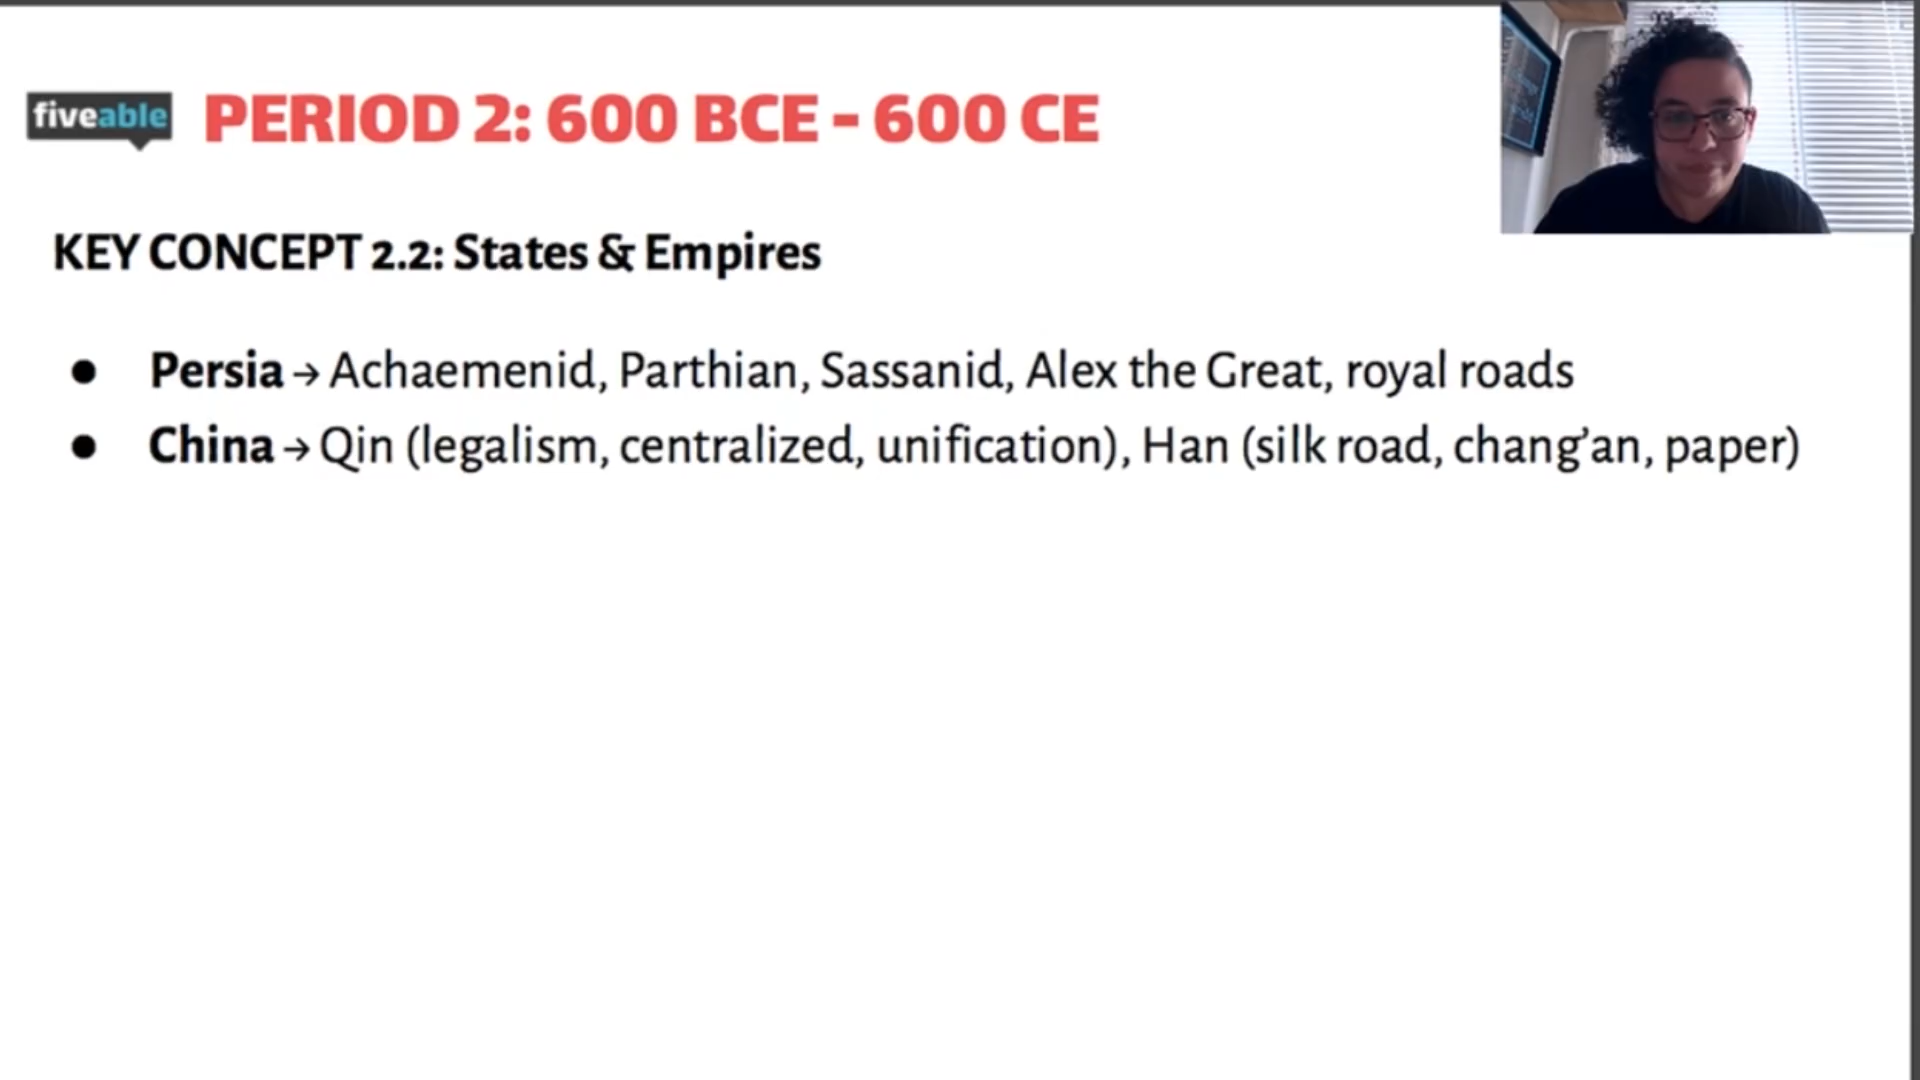 fiveable PERIOD 2: 600 BCE - 600 CE
KEY CONCEPT 2.2: States & Empires
● Persia → Achaemenid, Parthian, Sassanid, Alex the Great, royal roads
● China → Qin (legalism, centralized, unification), Han (silk road, chang’an, paper)